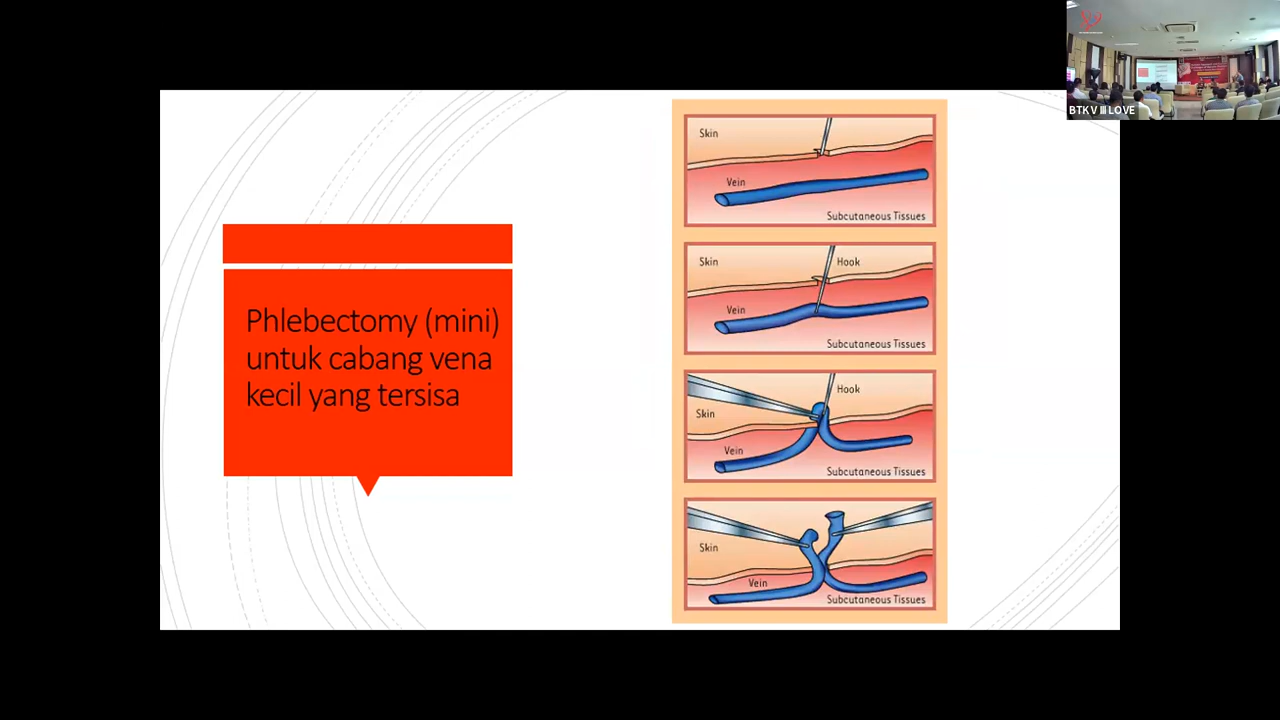 BTKV III LOVE
Phlebectomy (mini)
untuk cabang vena
kecil yang tersisa
Skin
Vein
Subcutaneous Tissues
Skin
Hook
Vein
Subcutaneous Tissues
Hook
Skin
Vein
Subcutaneous Tissues
Skin
Vein
Subcutaneous Tissues